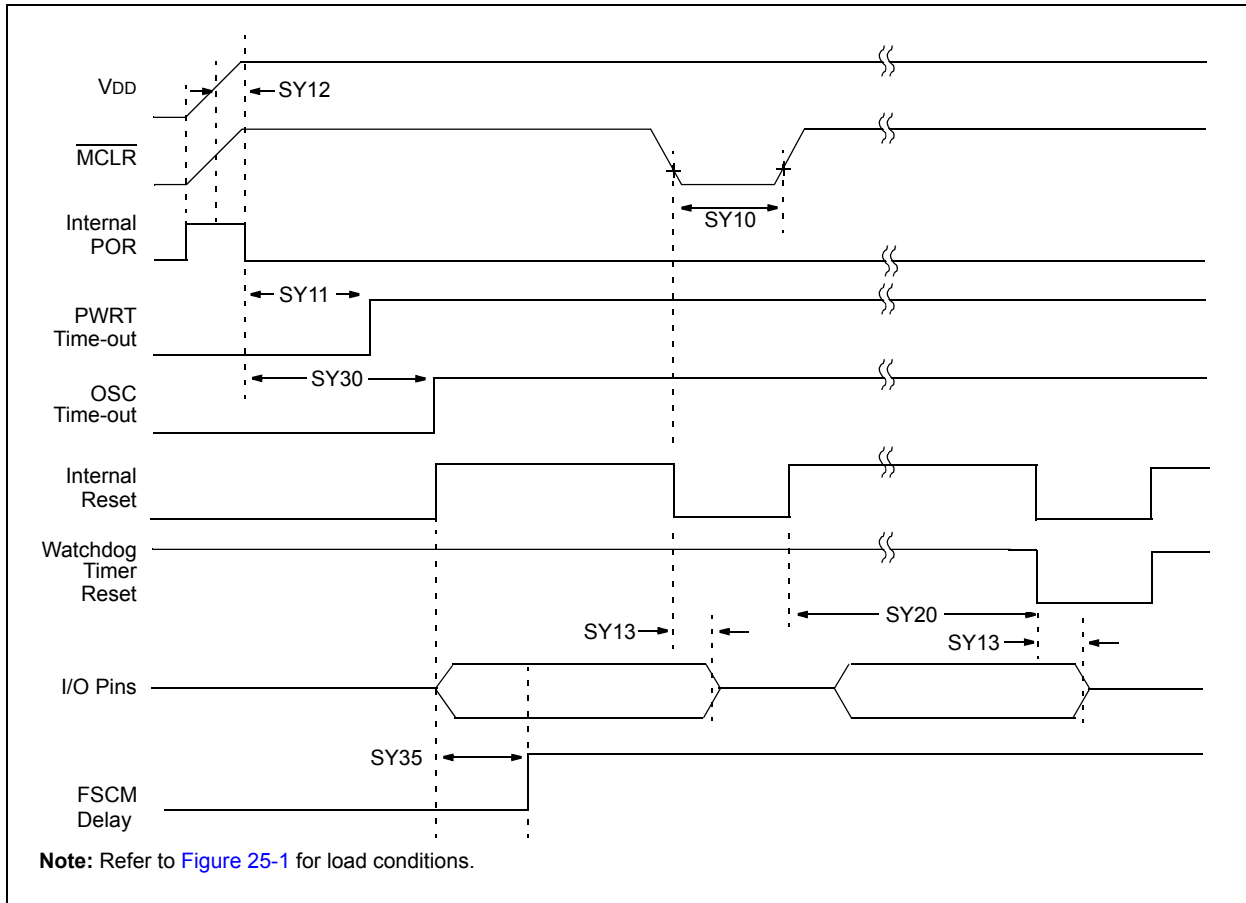 VDD
SY12
MCLR
SY10
Internal
POR
SY11
PWRT
Time-out
SY30
OSC
Time-out
Internal
Reset
Watchdog
Timer
Reset
SY20
SY13
SY13
I/O Pins
SY35
FSCM
Delay
Note: Refer to Figure 25-1 for load conditions.